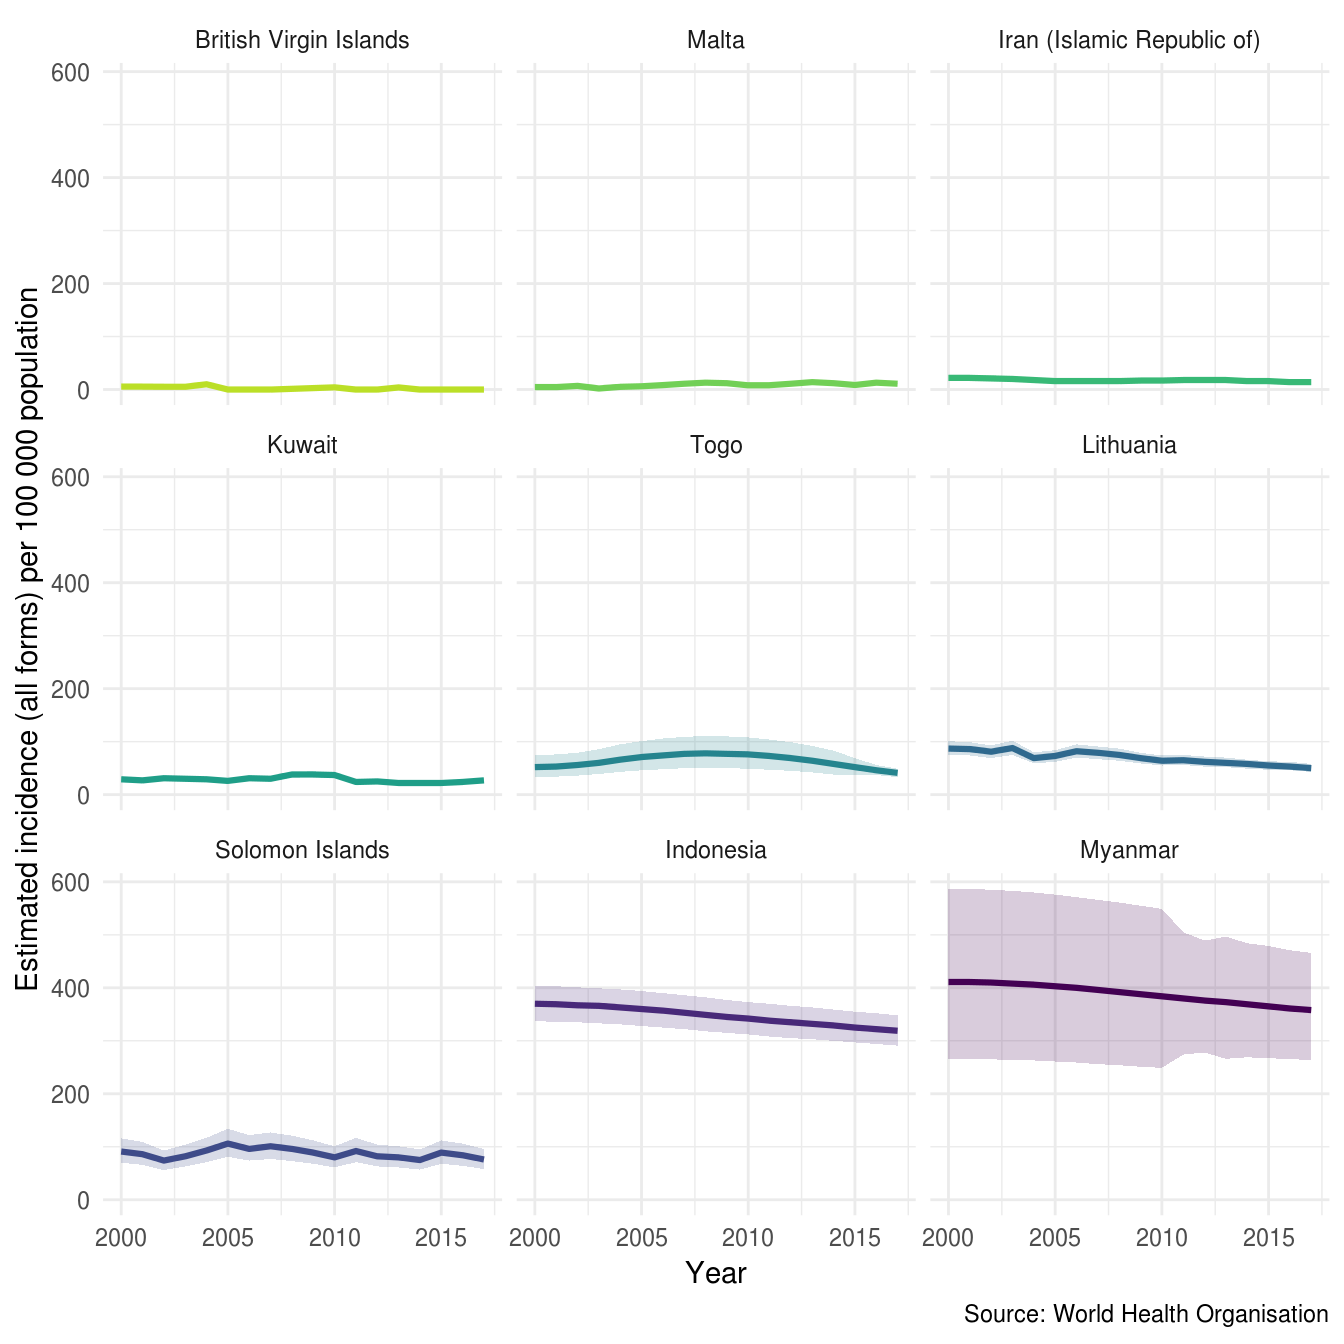 British Virgin Islands
Malta
Iran (Islamic Republic of)
600
400
200
0
Kuwait
Togo
Lithuania
600
400
200
0
Solomon Islands
Indonesia
Myanmar
600
400
200
0
2000 2005 2010 2015
2000 2005 2010 2015
2000 2005 2010 2015
Estimated incidence (all forms) per 100 000 population
Year
Source: World Health Organisation